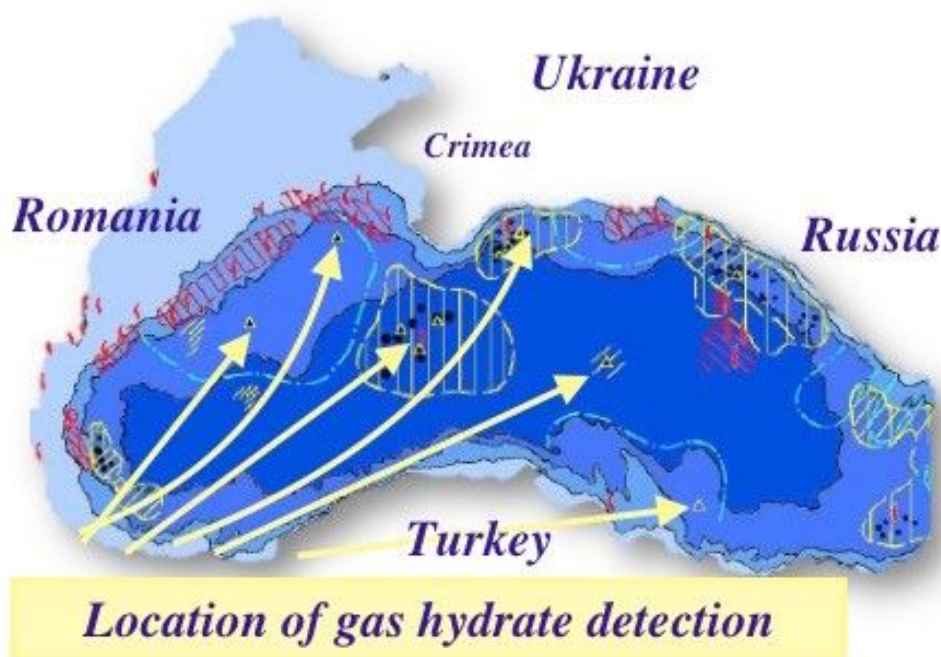 Ukraine
Crimea
Romania
Russia
Turkey
Location of gas hydrate detection